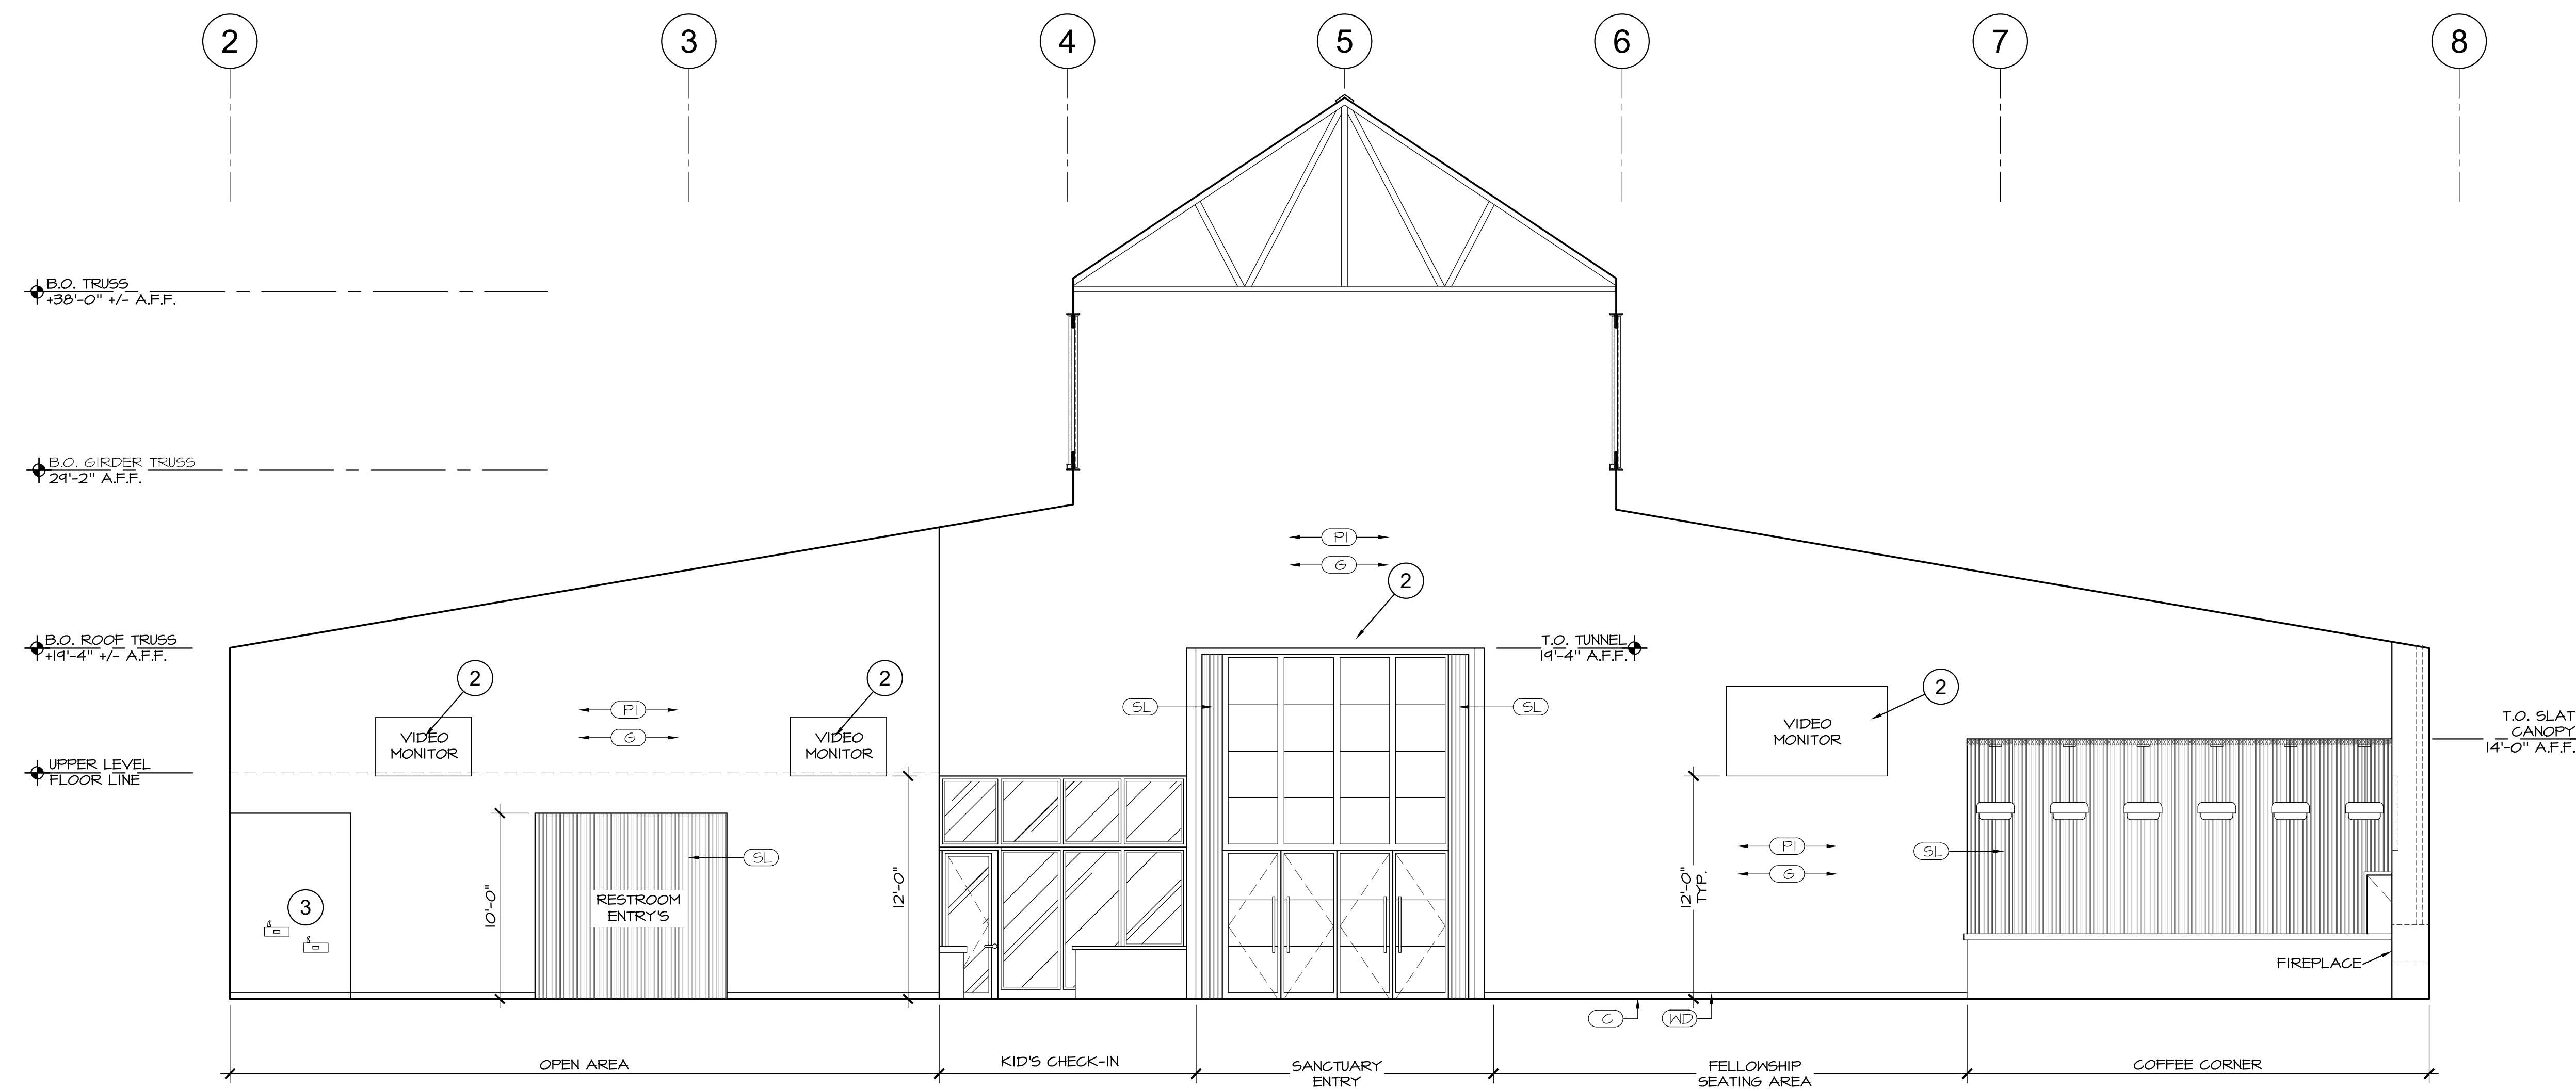 2
3
4
5
6
7
8
B.O. TRUSS
+38'-0" +/- A.F.F.
B.O. GIRDER TRUSS
29'-2" A.F.F.
P1
G
2
B.O. ROOF TRUSS
+19'-4" +/- A.F.F.
T.O. TUNNEL
19'-4" A.F.F.
2
2
2
P1
G
SL
SL
VIDEO
MONITOR
VIDEO
MONITOR
VIDEO
MONITOR
T.O. SLAT
CANOPY
14'-0" A.F.F.
UPPER LEVEL
FLOOR LINE
P1
G
SL
SL
3
10'-0"
RESTROOM
ENTRY'S
12'-0"
12'-0"
TYP.
FIREPLACE
C
WD
OPEN AREA
KID'S CHECK-IN
SANCTUARY
ENTRY
FELLOWSHIP
SEATING AREA
COFFEE CORNER